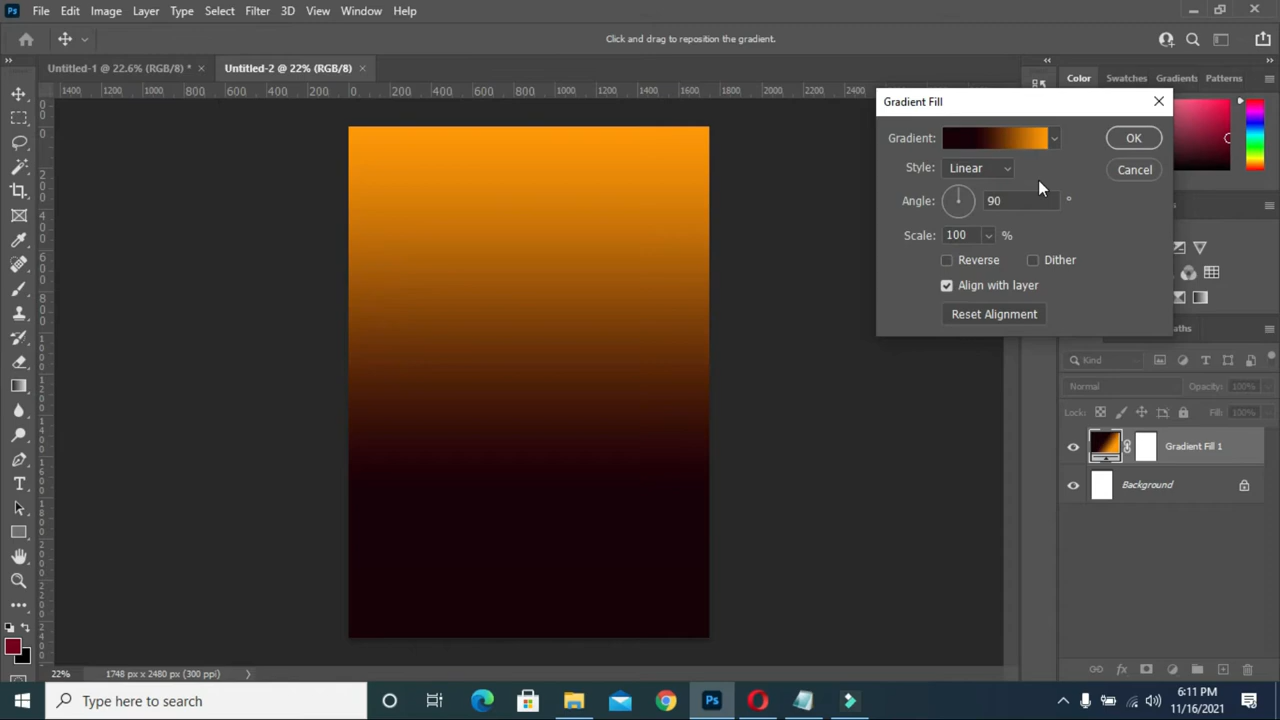 Ps File Edit Image Layer Type Select Filter 3D View Window Help
Click and drag to reposition the gradient.
Untitled-1 @ 22.6% (RGB/8) * × Untitled-2 @ 22% (RGB/8) ×
1400 1200 1000 800 600 400 200 0 200 400 600 800 1000 1200 1400 1600 1800 2000 2200 2400
Color Swatches Gradients Patterns
Gradient Fill
Gradient: OK
Style: Linear Cancel
Angle: 90 °
Scale: 100 %
Reverse Dither
Align with layer
Reset Alignment
Kind
Normal Opacity: 100%
Lock: Fill: 100%
Gradient Fill 1
Background
22% 1748 px x 2480 px (300 ppi)
Type here to search
Ps
6:11 PM
11/16/2021